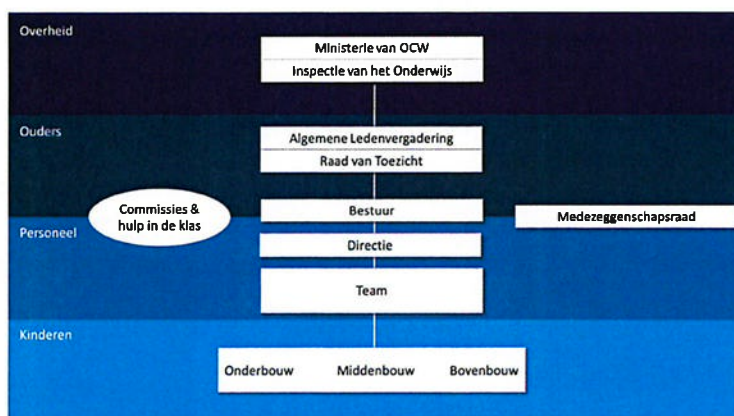 Overheid
Ministerie van OCW
Inspectie van het Onderwijs
Ouders
Algemene Ledenvergadering
Raad van Toezicht
Commissies &
hulp in de klas
Bestuur
Medezeggenschapsraad
Personeel
Directie
Team
Kinderen
Onderbouw Middenbouw Bovenbouw